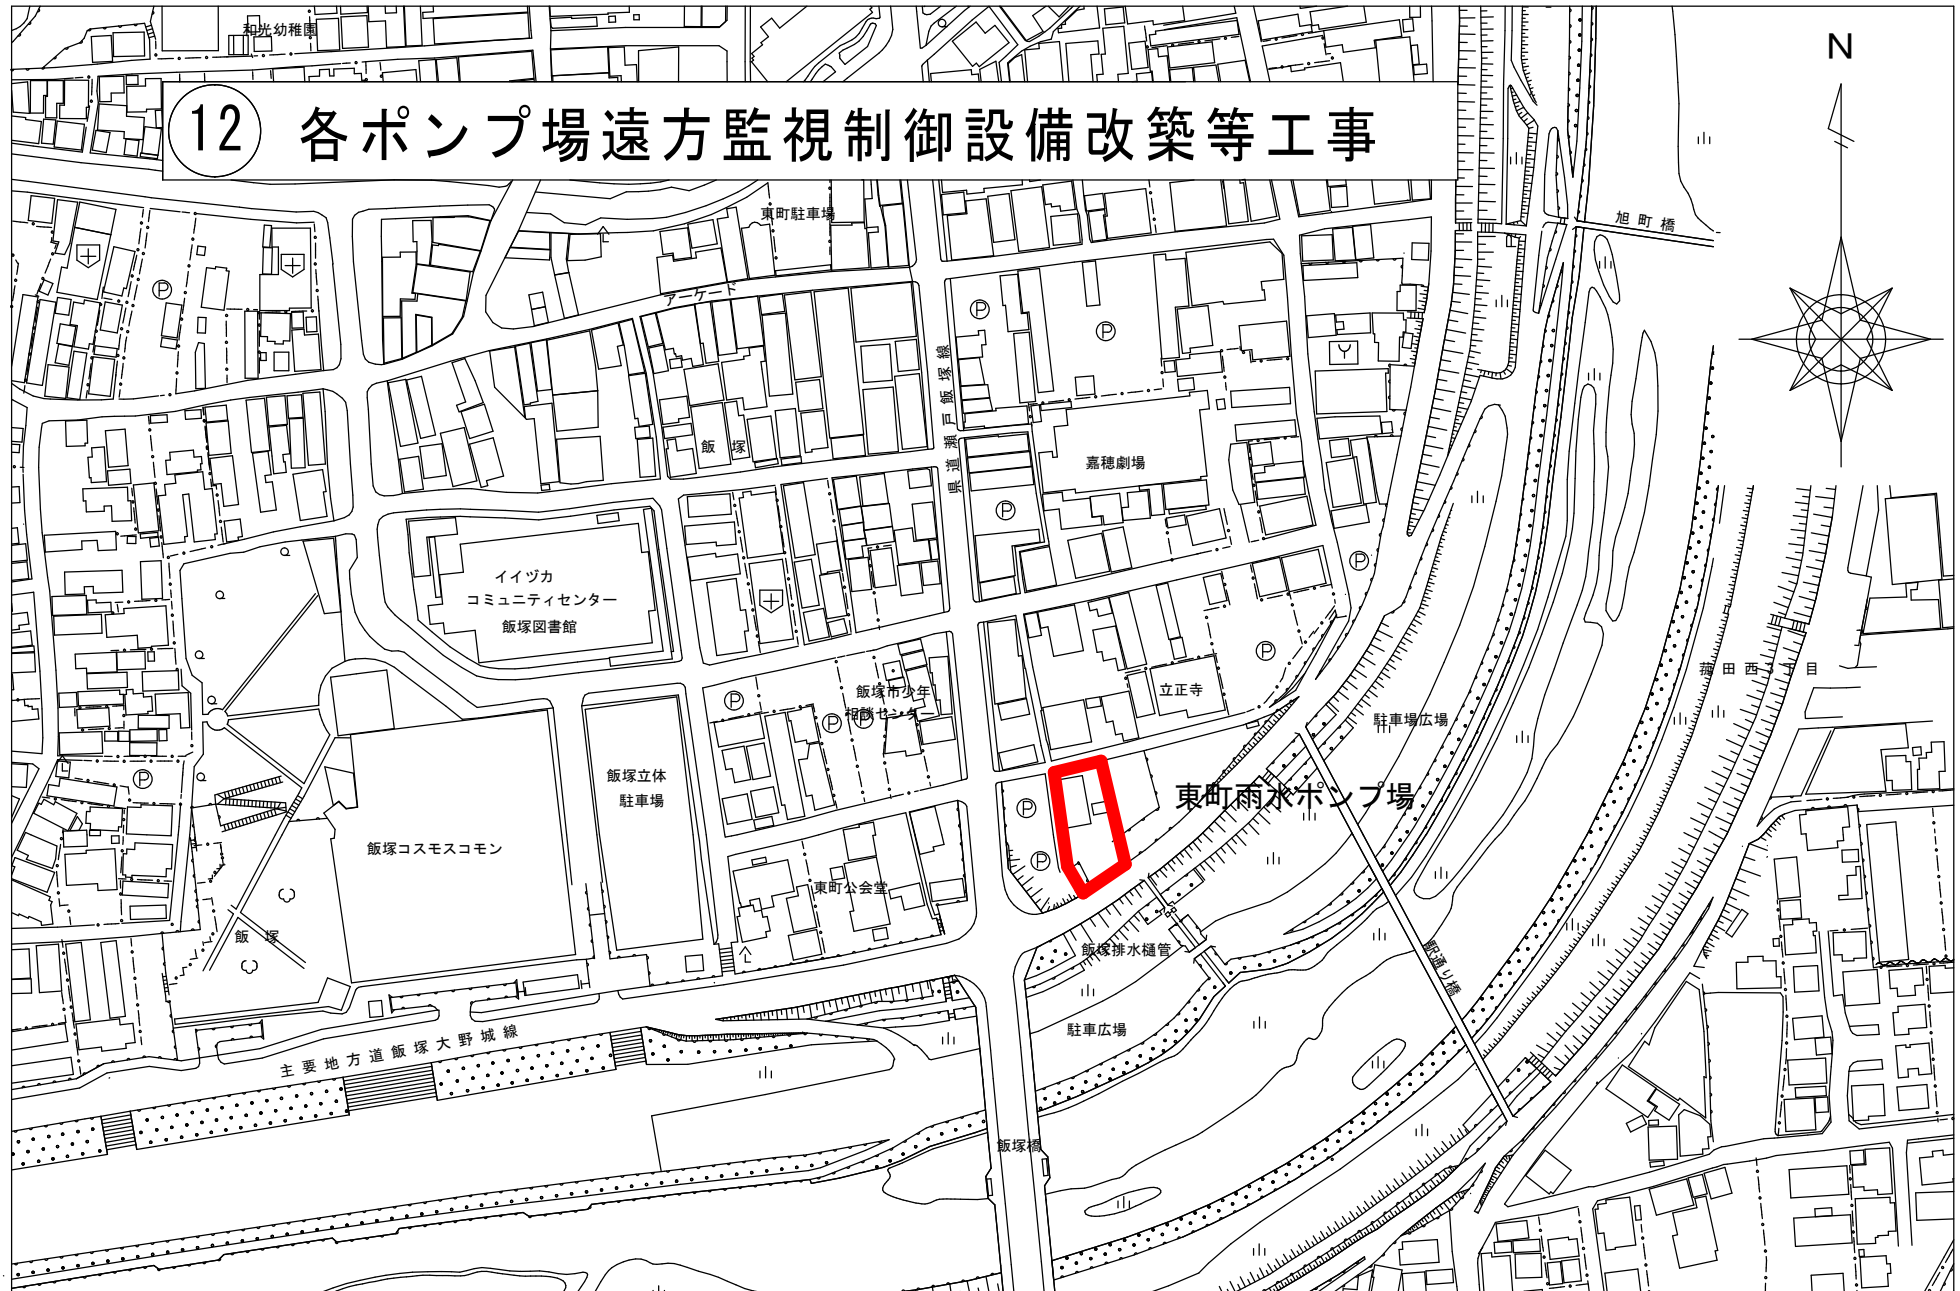 和光幼稚園
N
12 各ポンプ場遠方監視制御設備改築等工事
東町駐車場
旭町橋
アーケード
P
P
P
県道瀬戸飯塚線
飯塚
嘉穂劇場
P
P
イイヅカ
コミュニティセンター
飯塚図書館
P
立正寺
菰田西3丁目
飯塚市少年
相談センター
P
P
P
駐車場広場
P
飯塚立体
駐車場
東町雨水ポンプ場
P
P
飯塚コスモスコモン
東町公会堂
飯塚
飯塚排水樋管
駅通り橋
駐車広場
主要地方道飯塚大野城線
飯塚橋